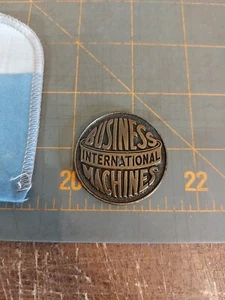 BUSINESS
INTERNATIONAL
MACHINES
20
22